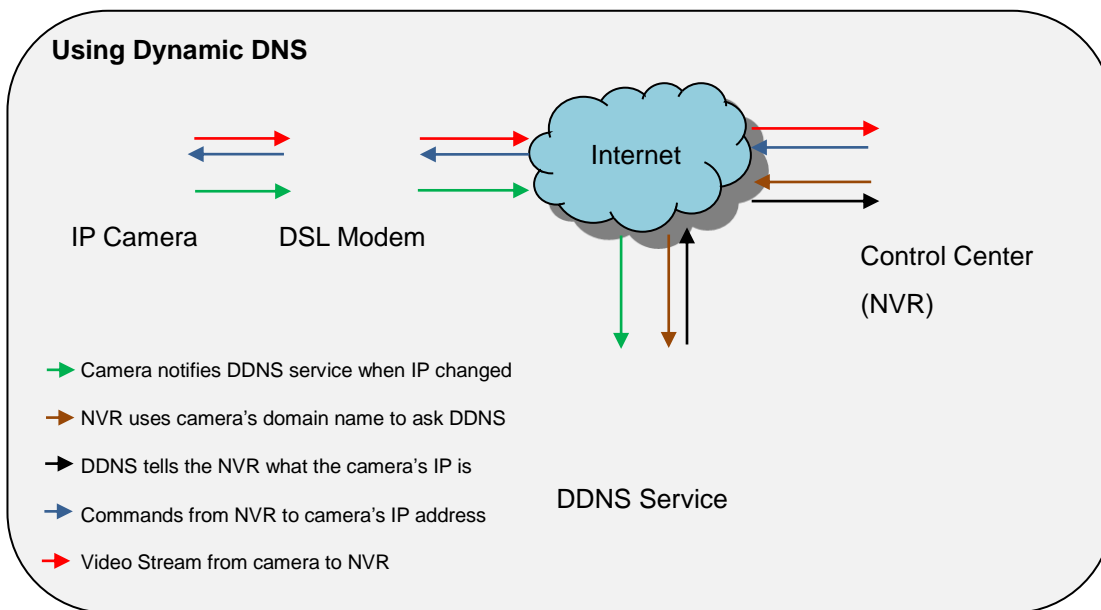 Using Dynamic DNS
Internet
IP Camera
DSL Modem
Control Center
(NVR)
Camera notifies DDNS service when IP changed
NVR uses camera’s domain name to ask DDNS
DDNS tells the NVR what the camera’s IP is
DDNS Service
Commands from NVR to camera’s IP address
Video Stream from camera to NVR